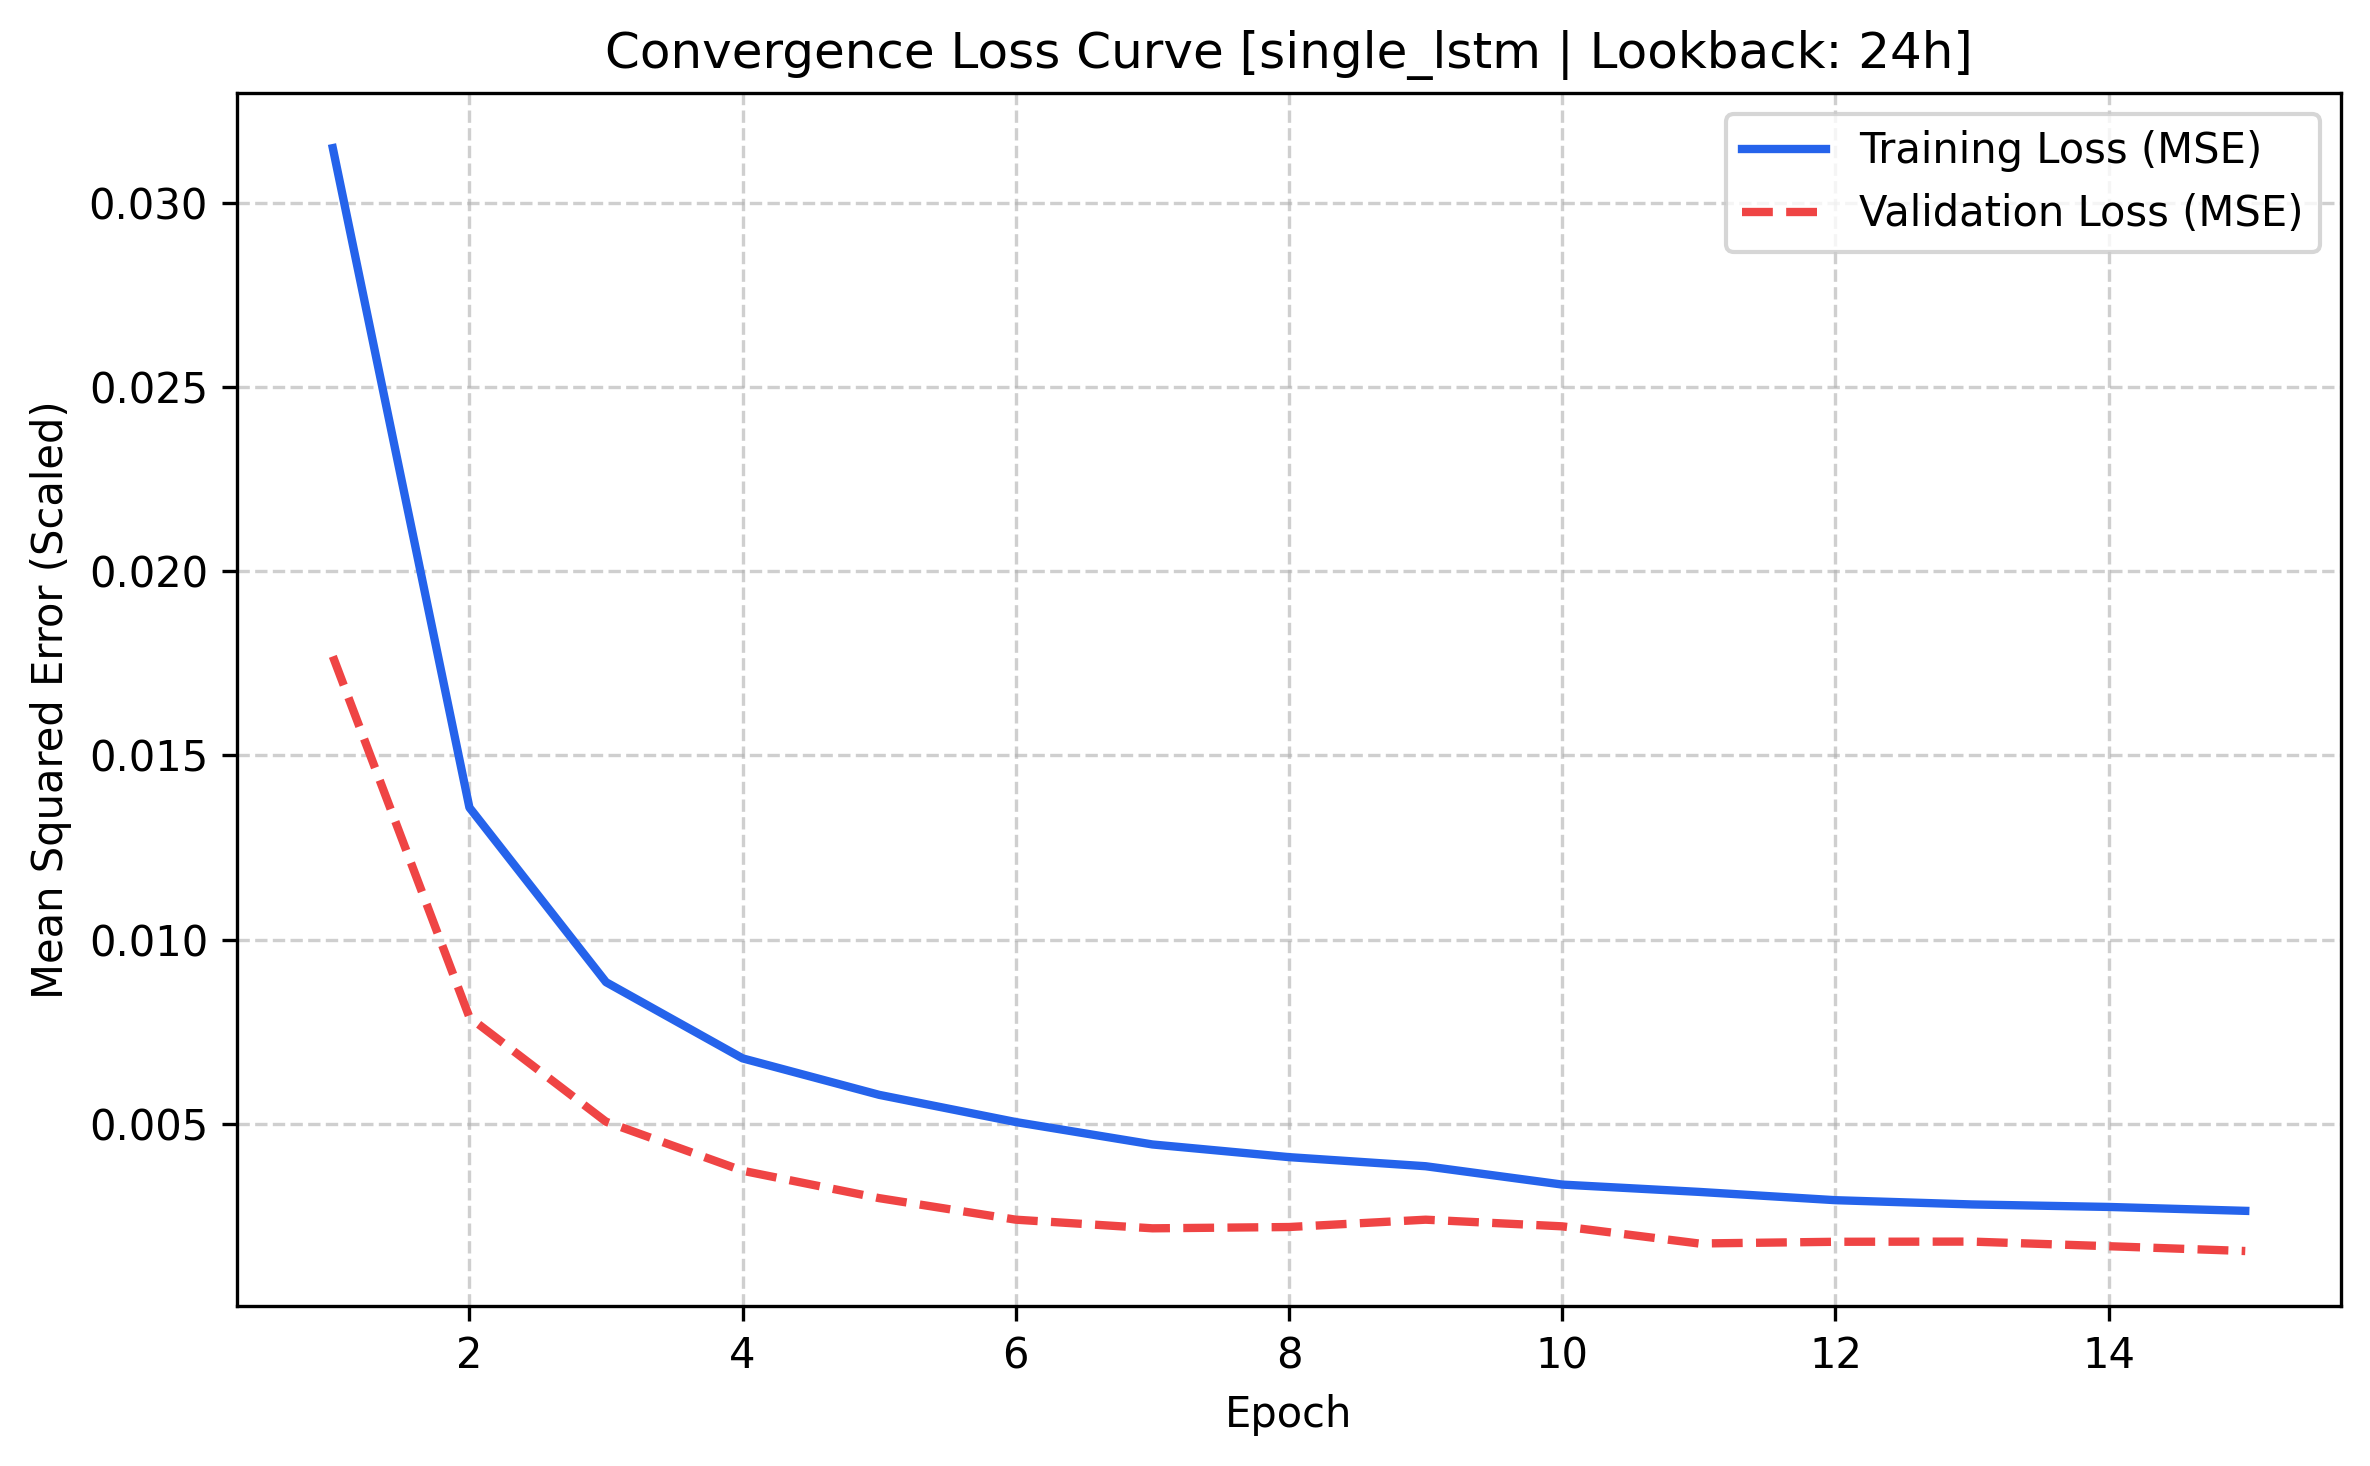 Convergence Loss Curve [single_lstm | Lookback: 24h]
Training Loss (MSE)
Validation Loss (MSE)
Mean Squared Error (Scaled)
0.030
0.025
0.020
0.015
0.010
0.005
2 4 6 8 10 12 14
Epoch